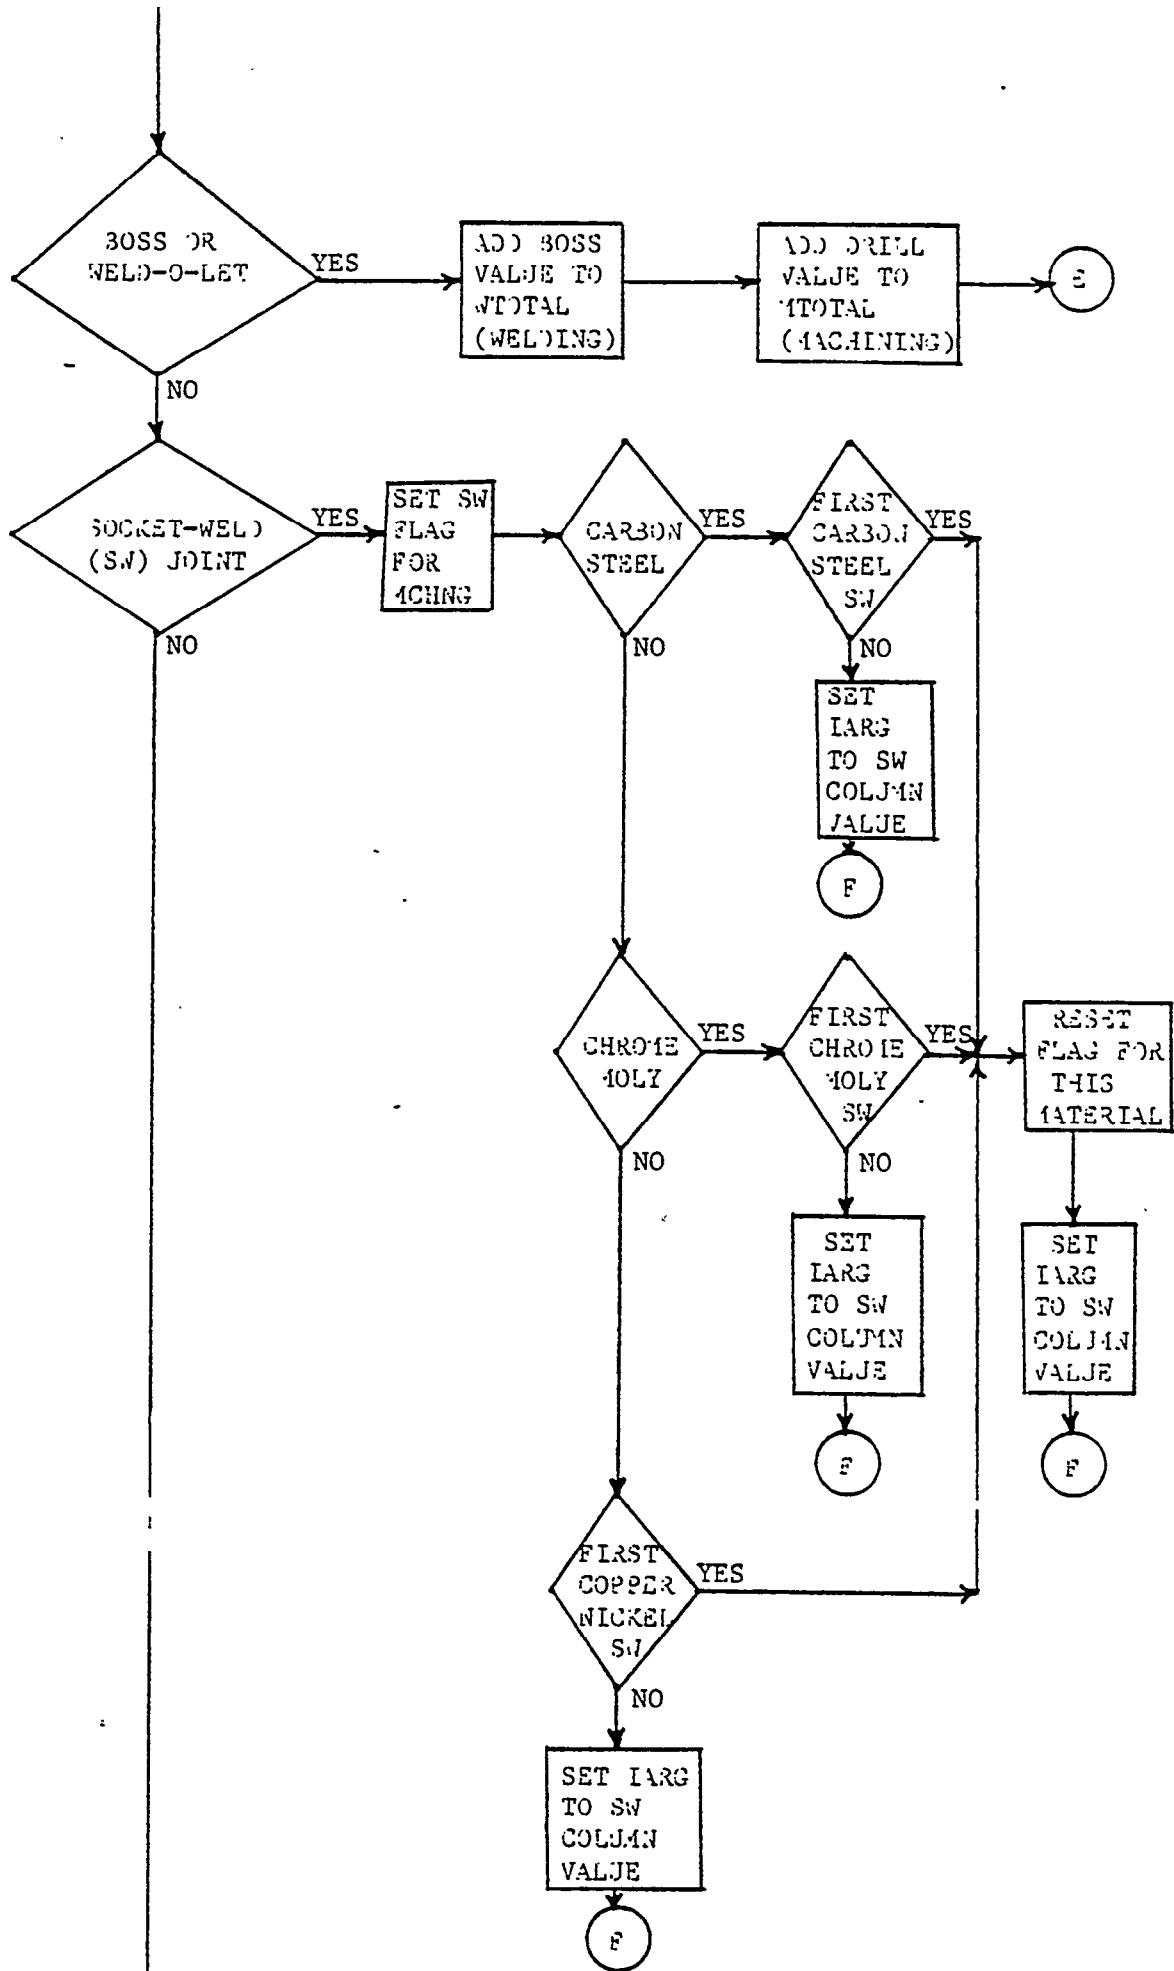 BOSS OR
WELD-O-LET
YES
NO
ADD BOSS
VALUE TO
WTOTAL
(WELDING)
ADD DRILL
VALUE TO
MTOTAL
(MACHINING)
E
SOCKET-WELD
(SW) JOINT
YES
NO
SET SW
FLAG
FOR
MCHNG
CARBON
STEEL
YES
NO
FIRST
CARBON
STEEL
SW
YES
NO
SET
IARG
TO SW
COLUMN
VALUE
F
CHROME
MOLY
YES
NO
FIRST
CHROME
MOLY
SW
YES
NO
RESET
FLAG FOR
THIS
MATERIAL
SET
IARG
TO SW
COLUMN
VALUE
F
SET
IARG
TO SW
COLUMN
VALUE
F
FIRST
COPPER
NICKEL
SW
YES
NO
SET IARG
TO SW
COLUMN
VALUE
F